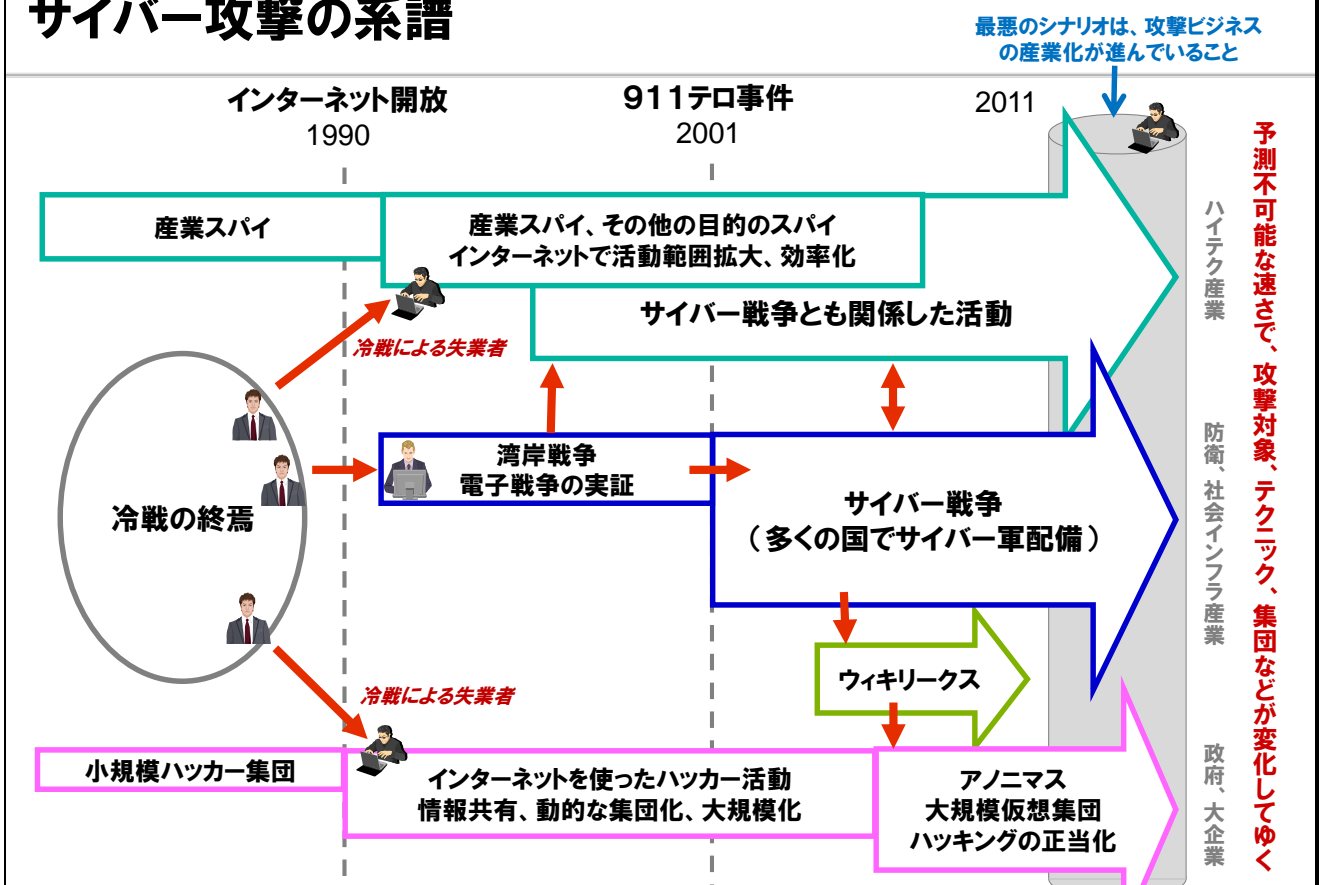 サイバー攻撃の系譜
最悪のシナリオは、攻撃ビジネス
の産業化が進んでいること
インターネット開放
1990
911テロ事件
2001
2011
産業スパイ
産業スパイ、その他の目的のスパイ
インターネットで活動範囲拡大、効率化
サイバー戦争とも関係した活動
冷戦による失業者
冷戦の終焉
湾岸戦争
電子戦争の実証
サイバー戦争
(多くの国でサイバー軍配備)
ウィキリークス
冷戦による失業者
小規模ハッカー集団
インターネットを使ったハッカー活動
情報共有、動的な集団化、大規模化
アノニマス
大規模仮想集団
ハッキングの正当化
ハイテク産業
防衛、社会インフラ産業
政府、大企業
予測不可能な速さで、攻撃対象、テクニック、集団などが変化してゆく